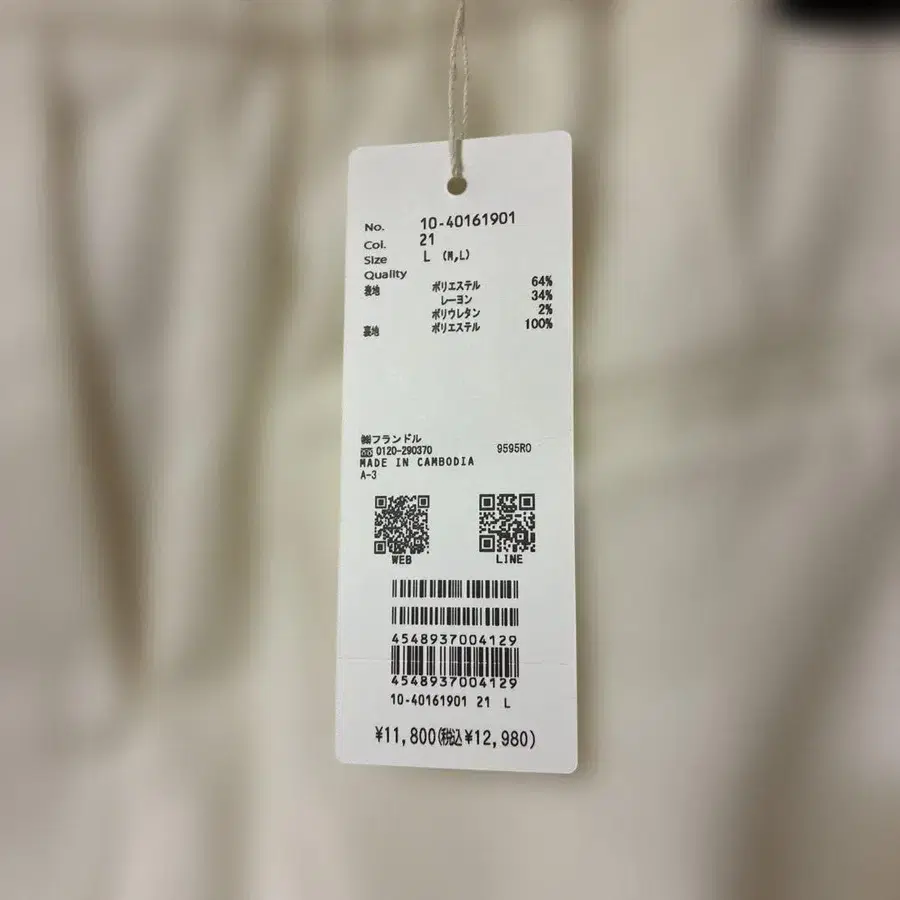 No. 10-40161901
Col. 21
Size L (M,L)
Quality
表地 ポリエステル 64%
レーヨン 34%
ポリウレタン 2%
裏地 ポリエステル 100%
㈱フランドル
0120-290370 9595RO
MADE IN CAMBODIA
A-3
WEB LINE
4548937004129
4548937004129
10-40161901 21 L
¥11,800(税込¥12,980)